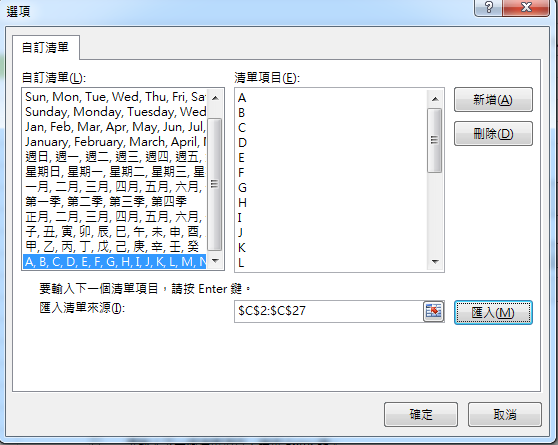 選項
自訂清單
自訂清單(L):
Sun, Mon, Tue, Wed, Thu, Fri, Sat
Sunday, Monday, Tuesday, Wed
Jan, Feb, Mar, Apr, May, Jun, Jul,
January, February, March, April, M
週日, 週一, 週二, 週三, 週四, 週五,
星期日, 星期一, 星期二, 星期三, 星
一月, 二月, 三月, 四月, 五月, 六月,
第一季, 第二季, 第三季, 第四季
正月, 二月, 三月, 四月, 五月, 六月,
子, 丑, 寅, 卯, 辰, 巳, 午, 未, 申, 酉,
甲, 乙, 丙, 丁, 戊, 己, 庚, 辛, 壬, 癸
A, B, C, D, E, F, G, H, I, J, K, L, M, N
清單項目(E):
A
B
C
D
E
F
G
H
I
J
K
L
新增(A)
刪除(D)
要輸入下一個清單項目，請按 Enter 鍵。
匯入清單來源(I):
$C$2:$C$27
匯入(M)
確定
取消